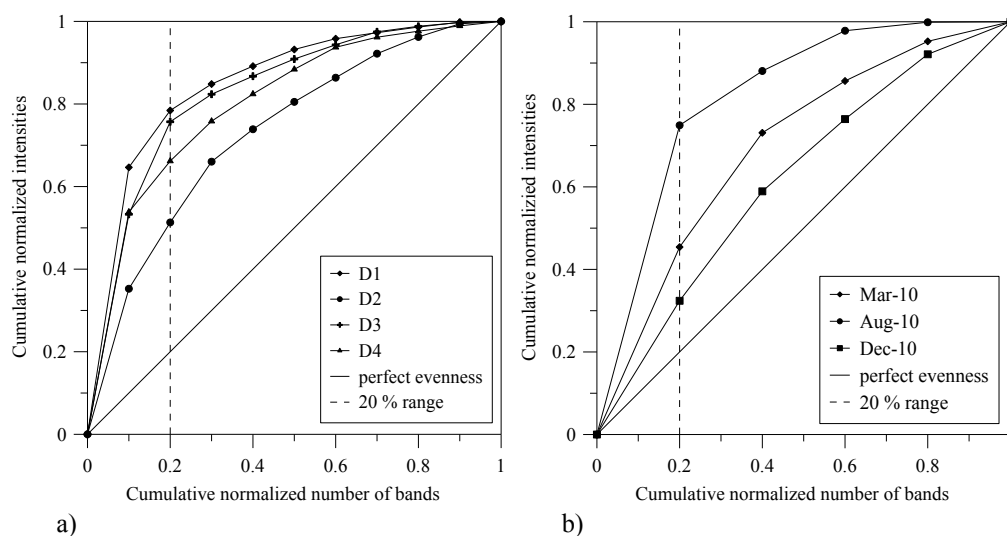 Cumulative normalized intensities
1
0.8
0.6
0.4
0.2
0
D1
D2
D3
D4
perfect evenness
20 % range
0
0.2
0.4
0.6
0.8
1
Cumulative normalized number of bands
a)
Cumulative normalizied intensities
1
0.8
0.6
0.4
0.2
0
Mar-10
Aug-10
Dec-10
perfect evenness
20 % range
0
0.2
0.4
0.6
0.8
Cumulative normalized number of bands
b)